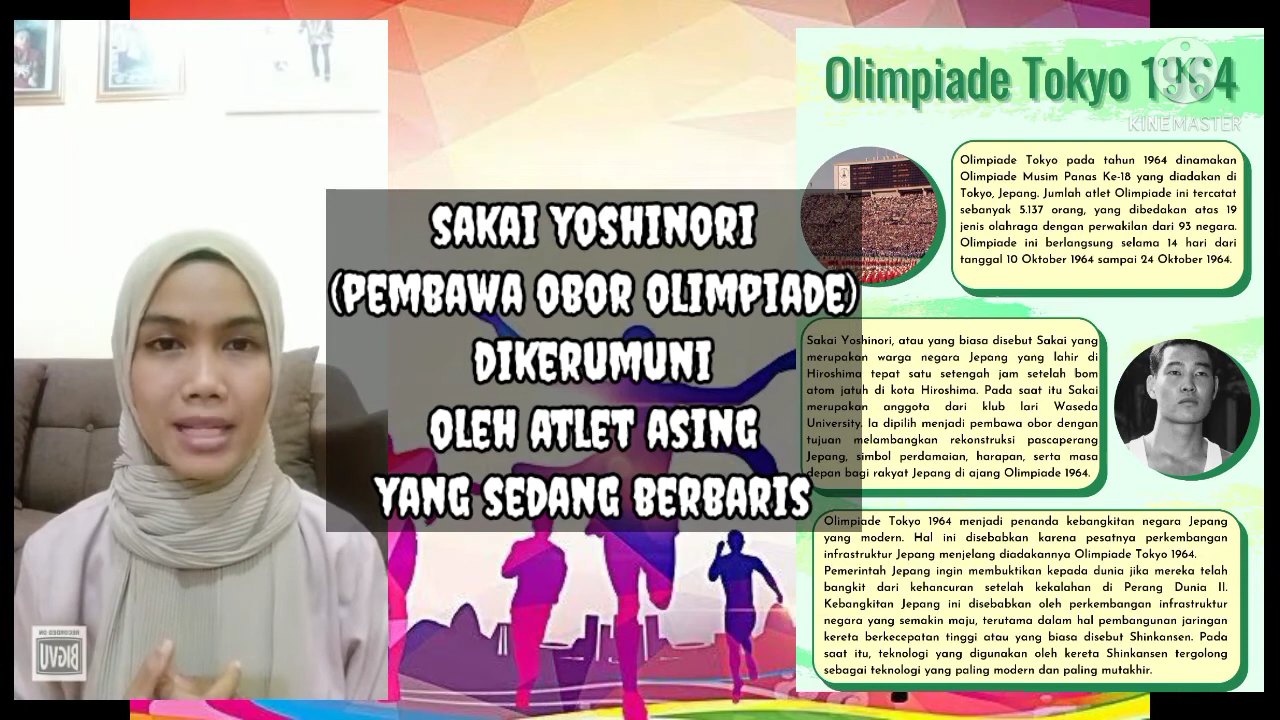 SAKAI YOSHINORI
(PEMBAWA OBOR OLIMPIADE)
DIKERUMUNI
OLEH ATLET ASING
YANG SEDANG BERBARIS
Olimpiade Tokyo 1964
KINEMASTER
Olimpiade Tokyo pada tahun 1964 dinamakan
Olimpiade Musim Panas Ke-18 yang diadakan di
Tokyo, Jepang. Jumlah atlet Olimpiade ini tercatat
sebanyak 5.137 orang, yang dibedakan atas 19
jenis olahraga dengan perwakilan dari 93 negara.
Olimpiade ini berlangsung selama 14 hari dari
tanggal 10 Oktober 1964 sampai 24 Oktober 1964.
Sakai Yoshinori, atau yang biasa disebut Sakai yang
merupakan warga negara Jepang yang lahir di
Hiroshima tepat satu setengah jam setelah bom
atom jatuh di kota Hiroshima. Pada saat itu Sakai
merupakan anggota dari klub lari Waseda
University. Ia dipilih menjadi pembawa obor dengan
tujuan melambangkan rekonstruksi pascaperang
Jepang, simbol perdamaian, harapan, serta masa
depan bagi rakyat Jepang di ajang Olimpiade 1964.
Olimpiade Tokyo 1964 menjadi penanda kebangkitan negara Jepang
yang modern. Hal ini disebabkan karena pesatnya perkembangan
infrastruktur Jepang menjelang diadakannya Olimpiade Tokyo 1964.
Pemerintah Jepang ingin membuktikan kepada dunia jika mereka telah
bangkit dari kehancuran setelah kekalahan di Perang Dunia II.
Kebangkitan Jepang ini disebabkan oleh perkembangan infrastruktur
negara yang semakin maju, terutama dalam hal pembangunan jaringan
kereta berkecepatan tinggi atau yang biasa disebut Shinkansen. Pada
saat itu, teknologi yang digunakan oleh kereta Shinkansen tergolong
sebagai teknologi yang paling modern dan paling mutakhir.
RECORDED ON
BIGVU